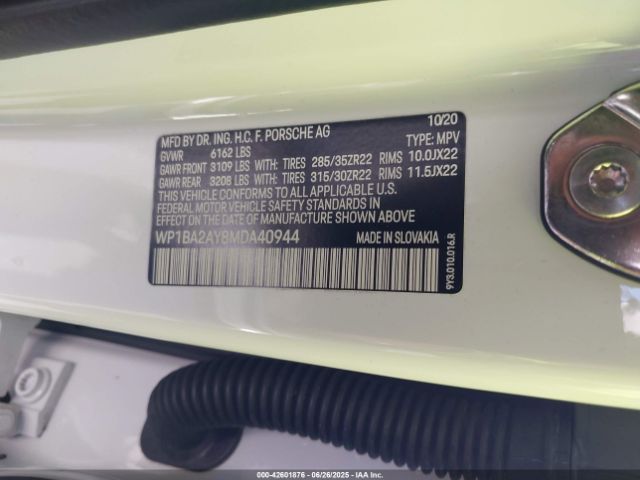 MFD BY DR. ING. H.C. F. PORSCHE AG 10/20
GVWR 6162 LBS TYPE: MPV
GAWR FRONT 3109 LBS WITH: TIRES 285/35ZR22 RIMS 10.0JX22
GAWR REAR 3208 LBS WITH: TIRES 315/30ZR22 RIMS 11.5JX22
THIS VEHICLE CONFORMS TO ALL APPLICABLE U.S.
FEDERAL MOTOR VEHICLE SAFETY STANDARDS IN
EFFECT ON THE DATE OF MANUFACTURE SHOWN ABOVE
WP1BA2AY8MDA40944 MADE IN SLOVAKIA
9Y3.010.016.R
00-42601876 | 06/26/2025 | IAA, Inc.